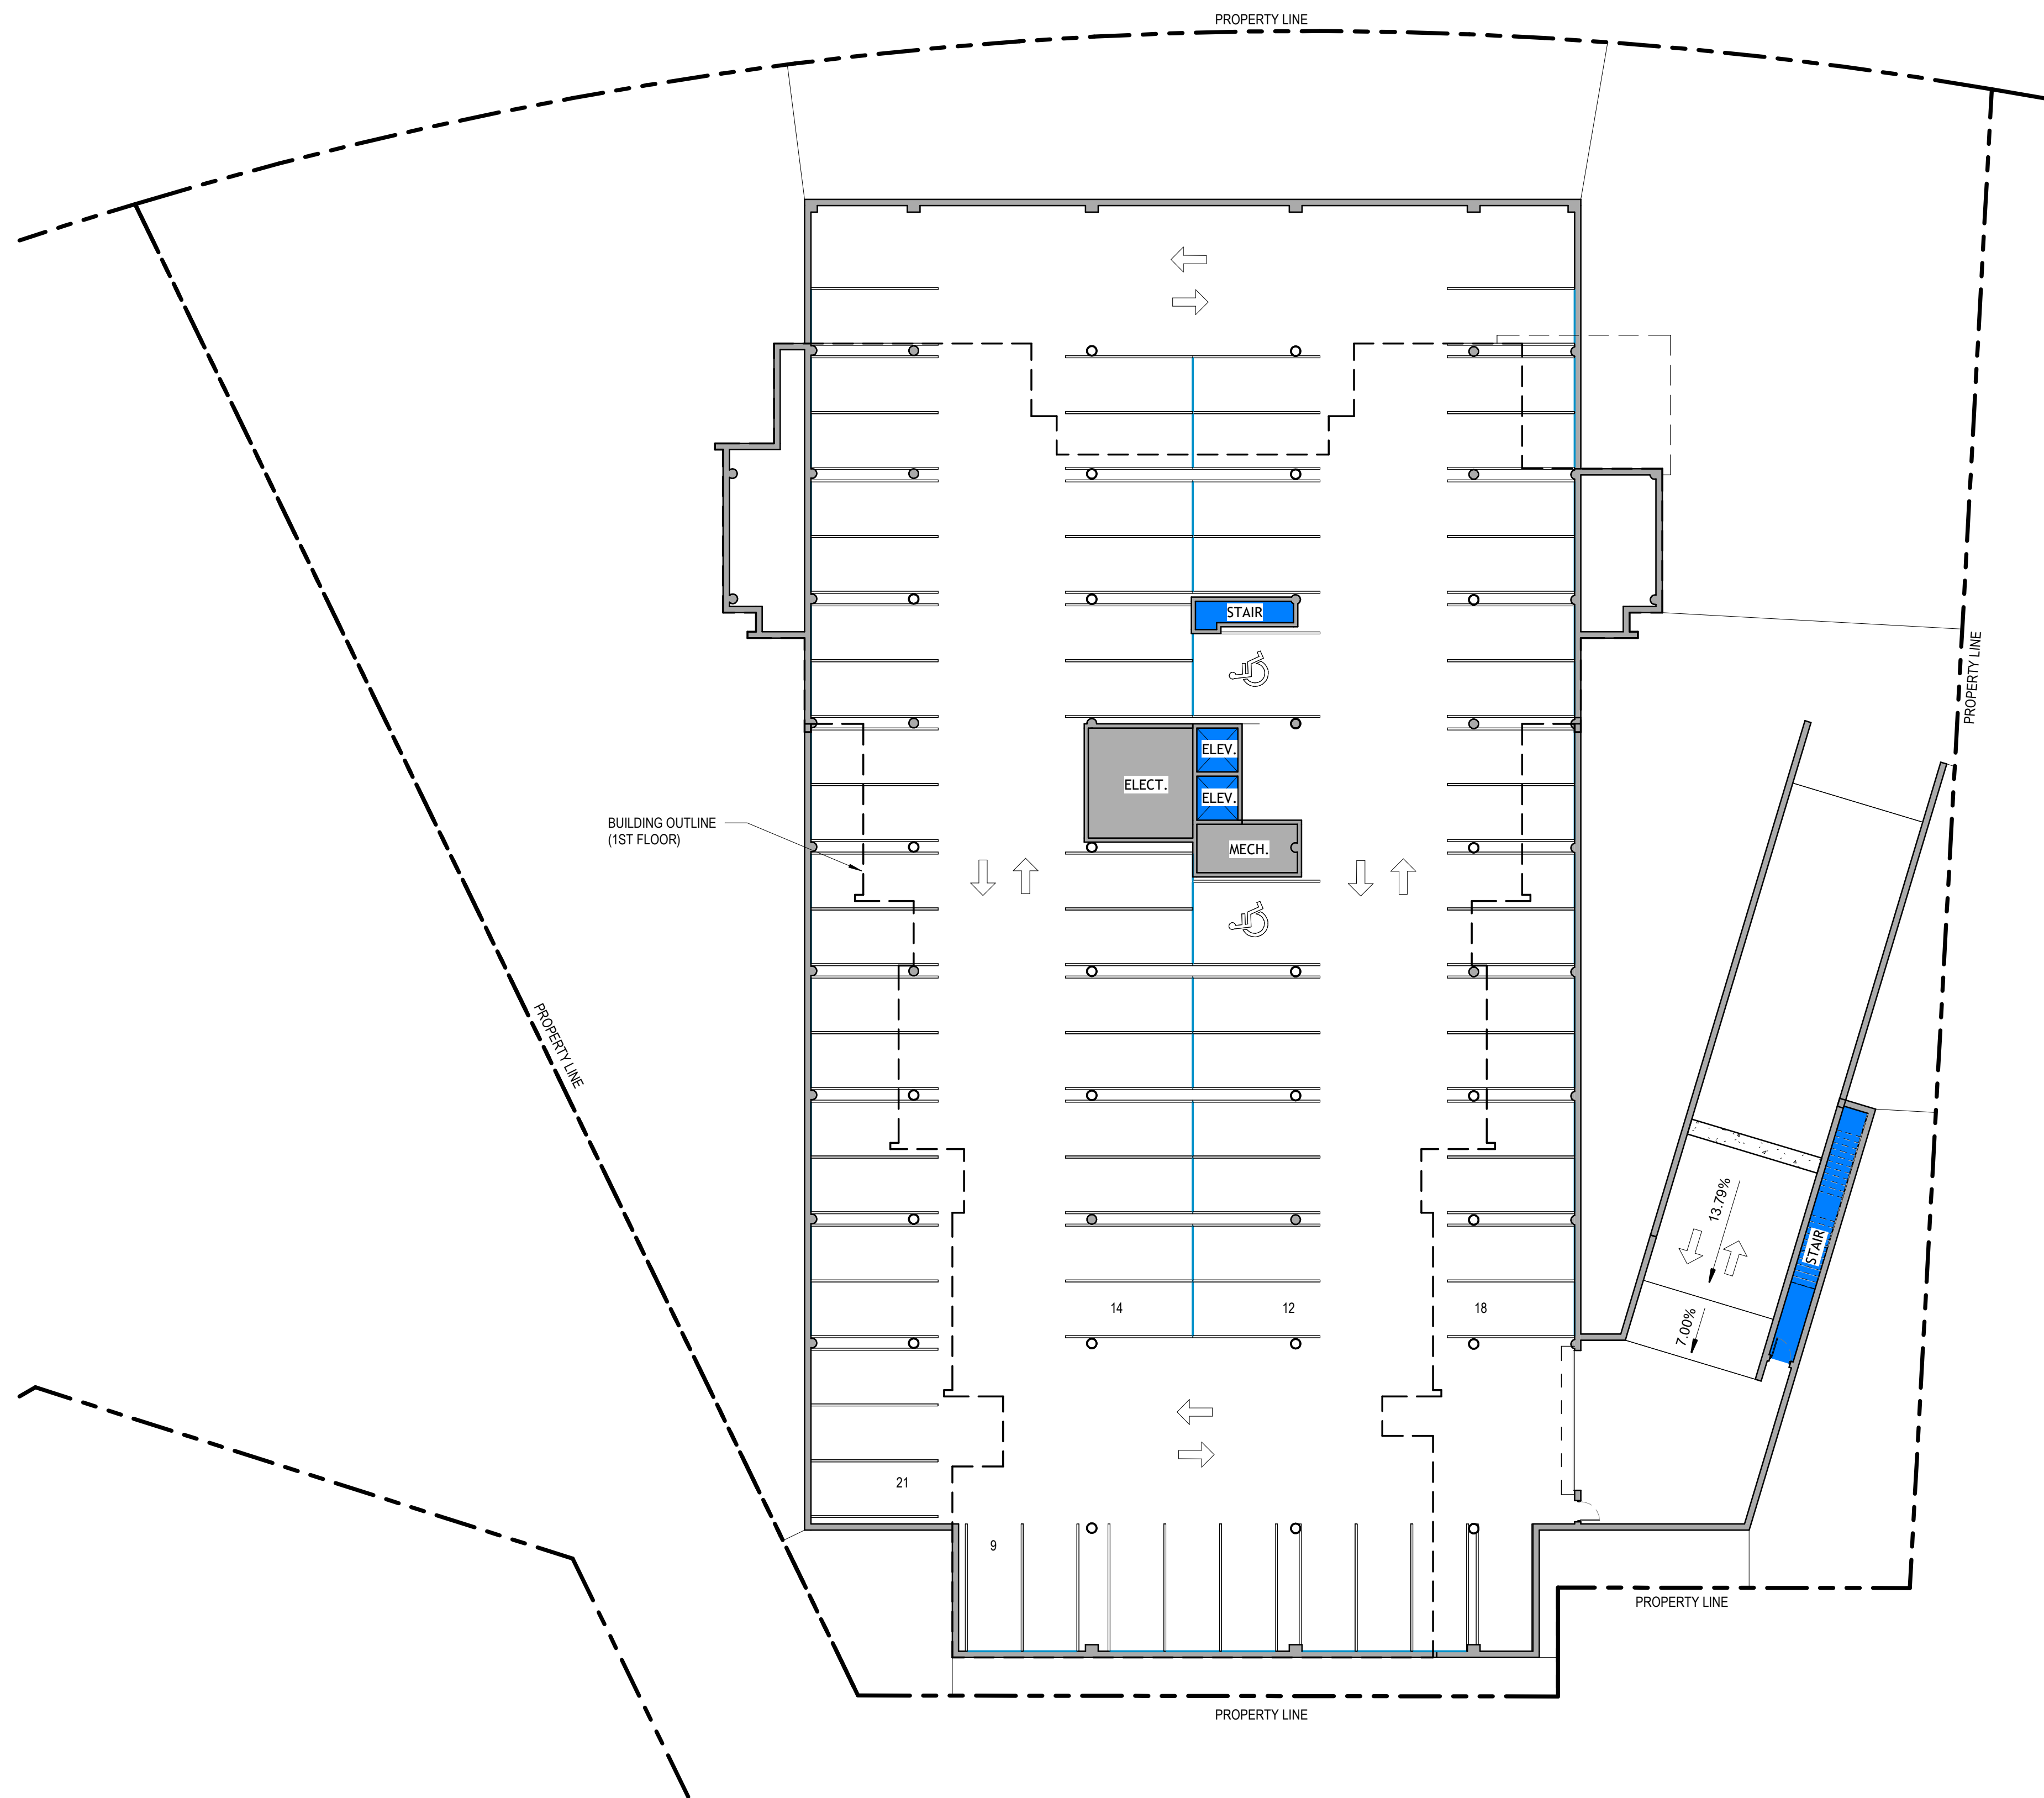 PROPERTY LINE
STAIR
PROPERTY LINE
ELEV.
ELECT.
ELEV.
BUILDING OUTLINE
(1ST FLOOR)
MECH.
PROPERTY LINE
13.79%
STAIR
14
12
18
7.00%
21
9
PROPERTY LINE
PROPERTY LINE